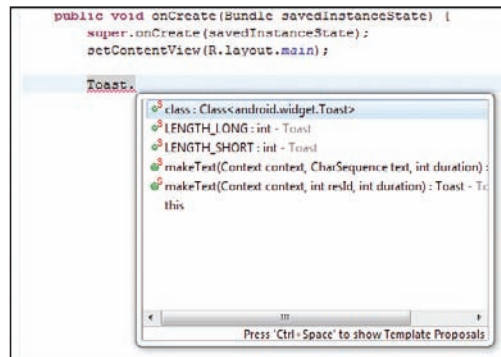 public void onCreate(Bundle savedInstanceState) {
super.onCreate(savedInstanceState);
setContentView(R.layout.main);
Toast.
class : Class<android.widget.Toast>
LENGTH_LONG : int - Toast
LENGTH_SHORT : int - Toast
makeText(Context context, CharSequence text, int duration) :
makeText(Context context, int resId, int duration) : Toast - To
this
Press 'Ctrl+Space' to show Template Proposals